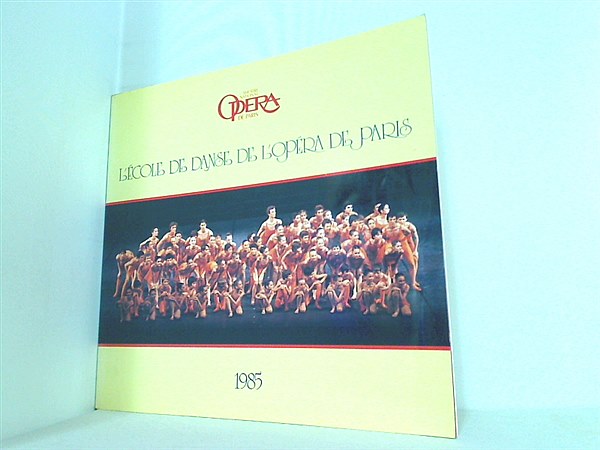 OPERA
DE PARIS
L'ÉCOLE DE DANSE DE L'OPÉRA DE PARIS
1985